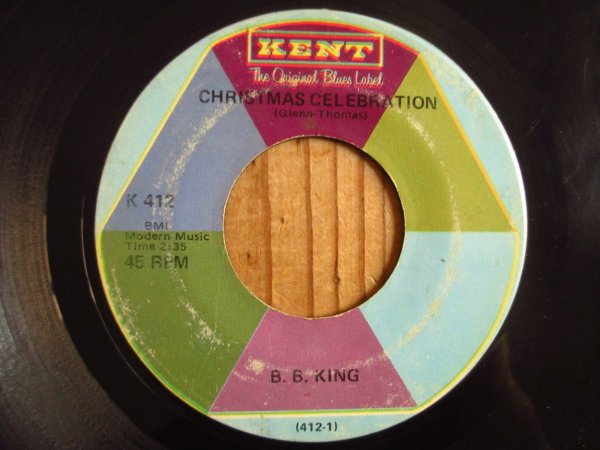 KENT
The Original Blues Label
CHRISTMAS CELEBRATION
(Glenn-Thomas)
K 412
BMI
Modern Music
Time 2:35
45 RPM
B. B. KING
(412-1)